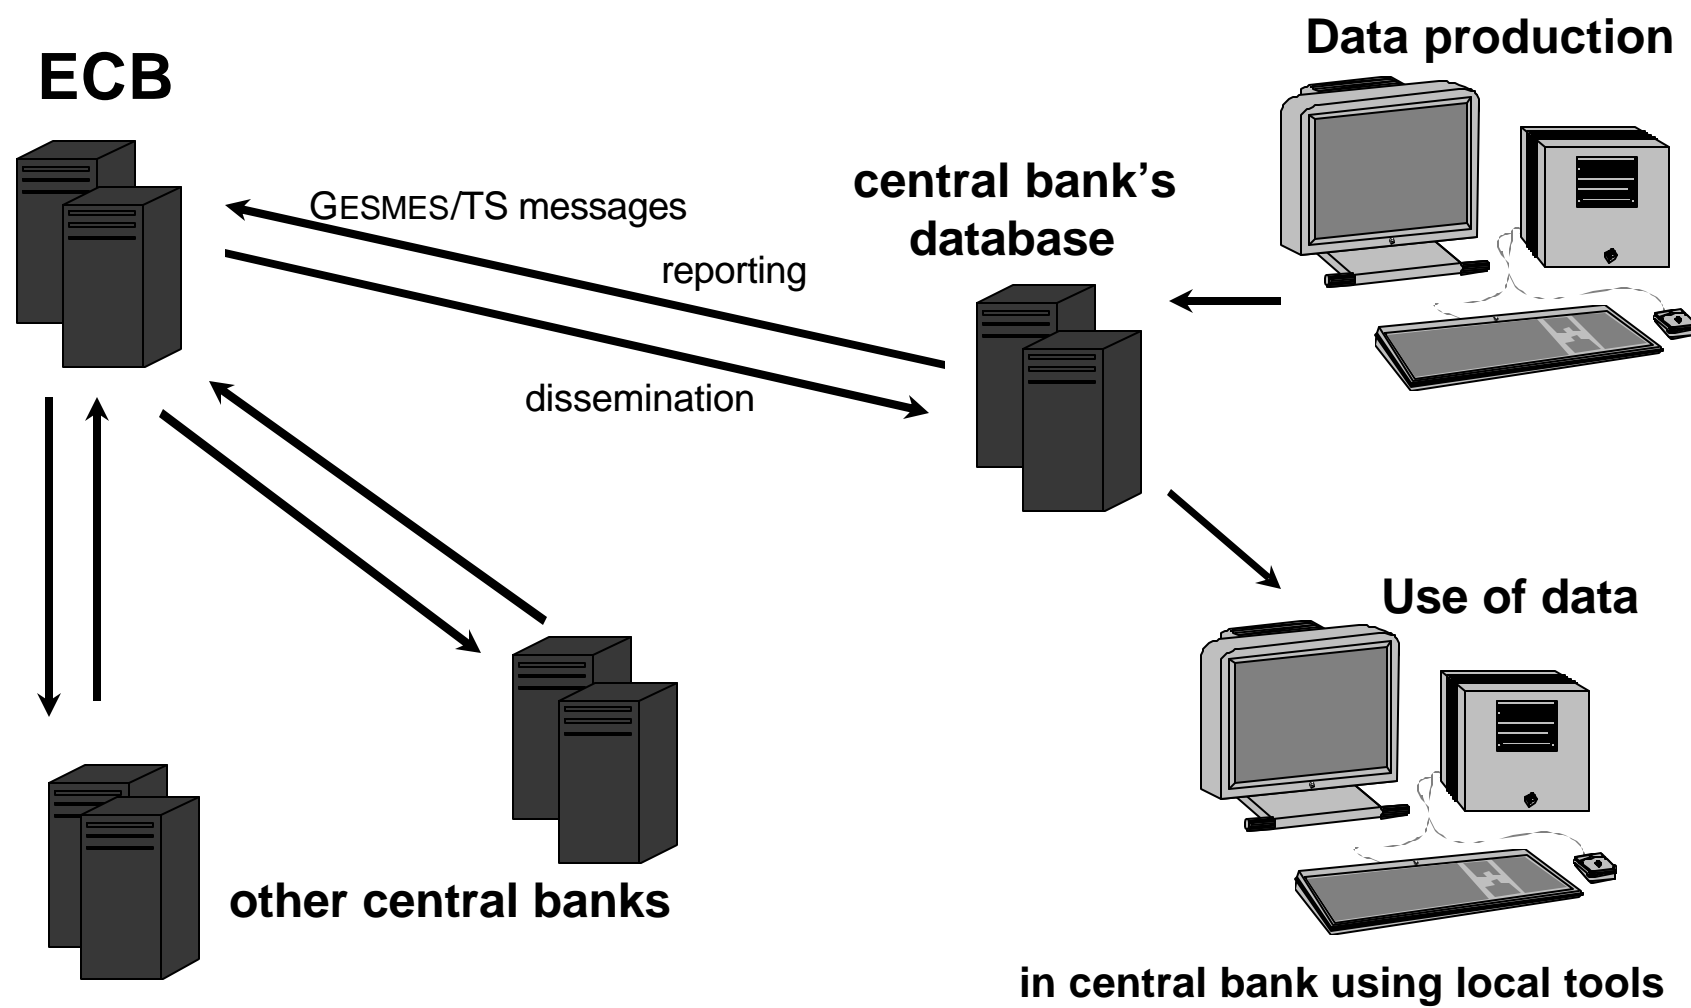 Data production
ECB
central bank’s
database
GESMES/TS messages
reporting
dissemination
Use of data
other central banks
in central bank using local tools